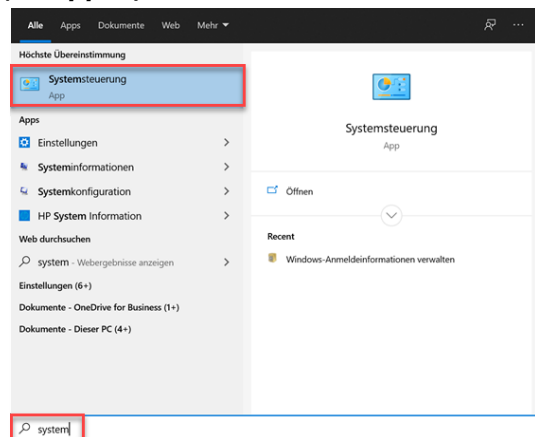 Alle Apps Dokumente Web Mehr
Höchste Übereinstimmung
Systemsteuerung
App
Apps
Einstellungen
Systeminformationen
Systemkonfiguration
HP System Information
Web durchsuchen
system - Webergebnisse anzeigen
Einstellungen (6+)
Dokumente - OneDrive for Business (1+)
Dokumente - Dieser PC (4+)
Systemsteuerung
App
Öffnen
Recent
Windows-Anmeldeinformationen verwalten
system